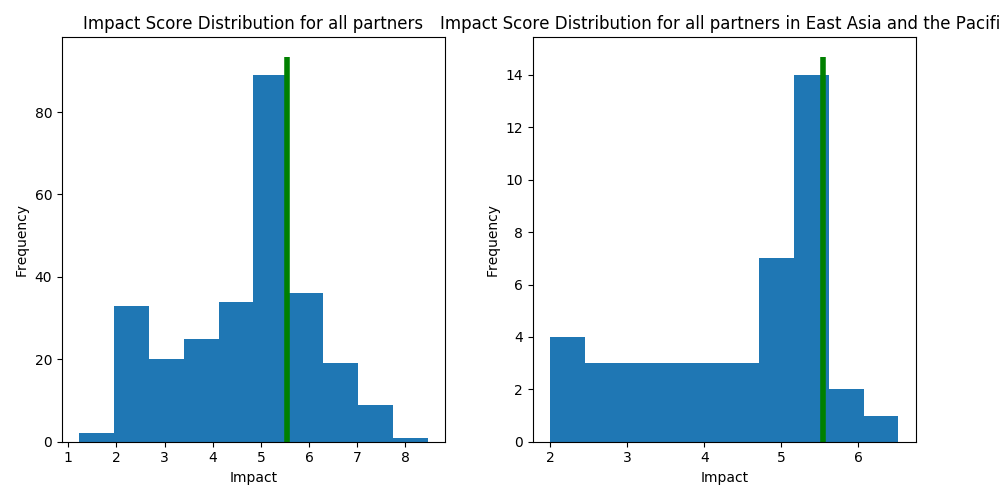 Impact Score Distribution for all partners
80
60
40
20
0
Frequency
1 2 3 4 5 6 7 8
Impact
Impact Score Distribution for all partners in East Asia and the Pacifi
14
12
10
8
6
4
2
0
Frequency
2 3 4 5 6
Impact